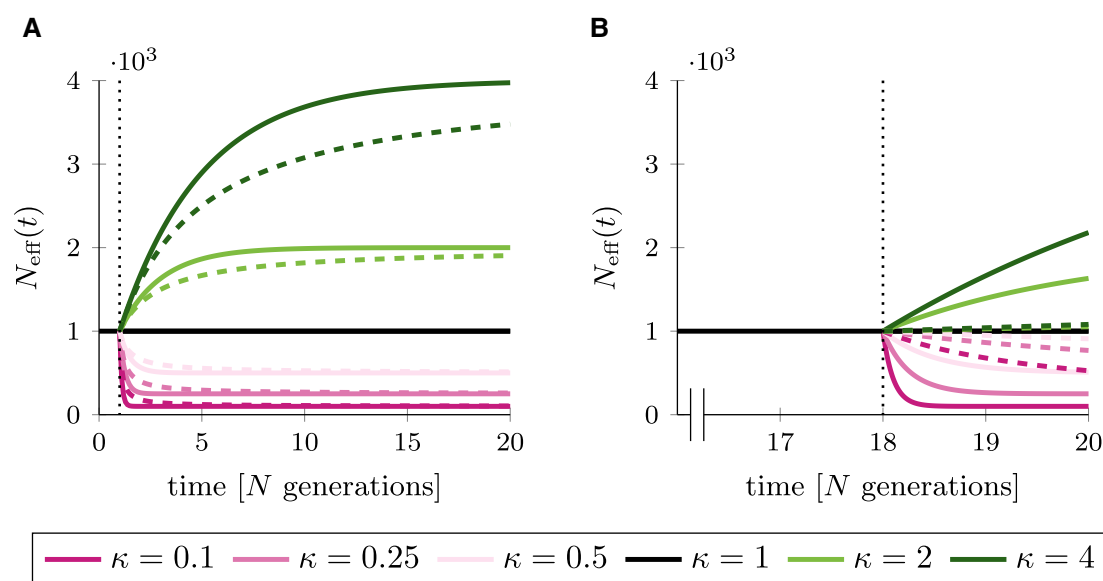 A
B
·10³
·10³
4
3
2
1
0
N_eff(t)
0 5 10 15 20
time [N generations]
4
3
2
1
0
N_eff(t)
17 18 19 20
time [N generations]
κ = 0.1 κ = 0.25 κ = 0.5 κ = 1 κ = 2 κ = 4